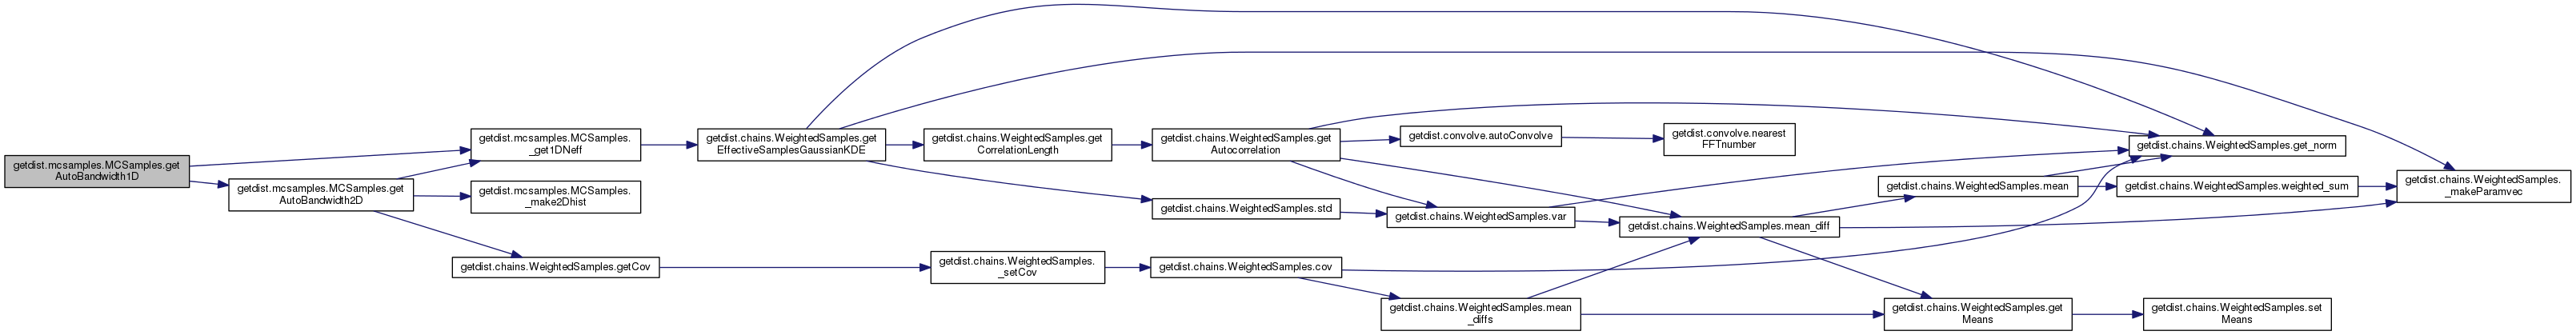 getdist.mcsamples.MCSamples.get
AutoBandwidth1D
getdist.mcsamples.MCSamples.get
AutoBandwidth2D
getdist.mcsamples.MCSamples.
_get1DNeff
getdist.mcsamples.MCSamples.
_make2Dhist
getdist.chains.WeightedSamples.getCov
getdist.chains.WeightedSamples.get
EffectiveSamplesGaussianKDE
getdist.chains.WeightedSamples.get
CorrelationLength
getdist.chains.WeightedSamples.
_setCov
getdist.chains.WeightedSamples.get
Autocorrelation
getdist.chains.WeightedSamples.std
getdist.chains.WeightedSamples.cov
getdist.convolve.autoConvolve
getdist.chains.WeightedSamples.var
getdist.chains.WeightedSamples.mean
_diffs
getdist.convolve.nearest
FFTnumber
getdist.chains.WeightedSamples.mean_diff
getdist.chains.WeightedSamples.mean
getdist.chains.WeightedSamples.get
Means
getdist.chains.WeightedSamples.get_norm
getdist.chains.WeightedSamples.weighted_sum
getdist.chains.WeightedSamples.set
Means
getdist.chains.WeightedSamples.
_makeParamvec